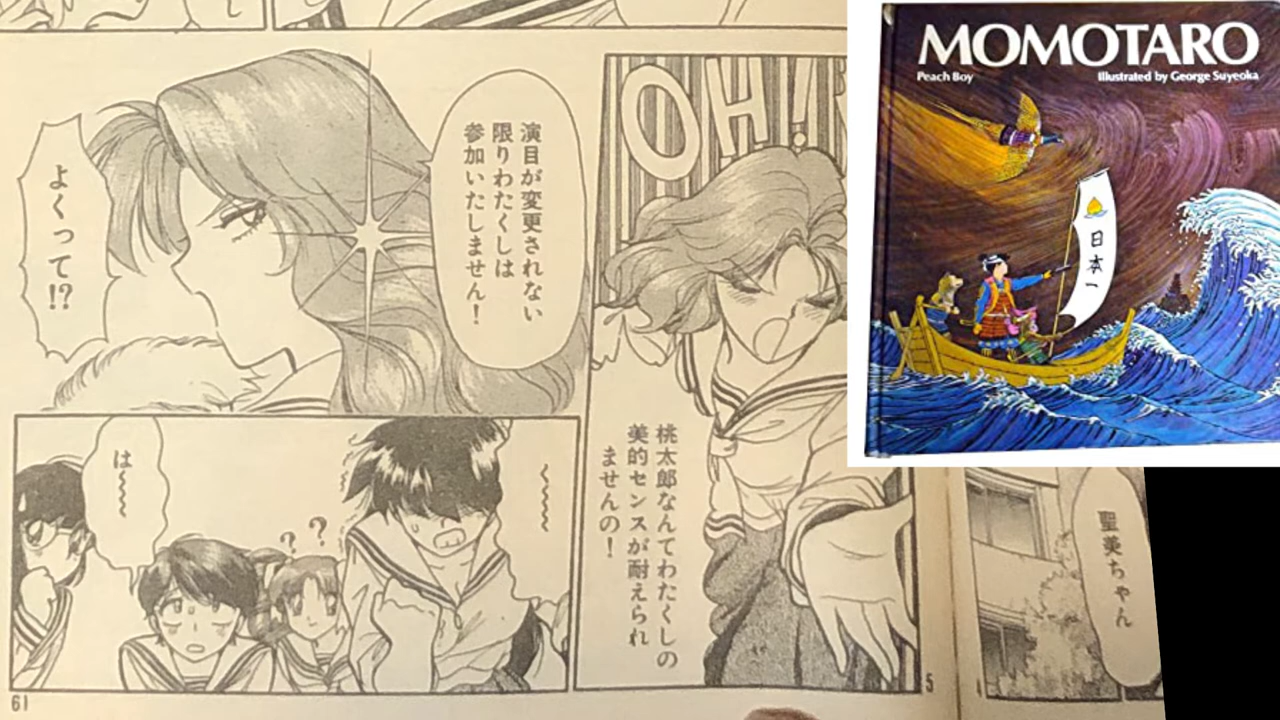 OH!
桃太郎なんてわたくしの
美的センスが耐えられ
ませんの!
演目が変更されない
限りわたくしは
参加いたしません!
よくって!?
く〜〜〜
??
は〜〜〜
61
5
聖美ちゃん
MOMOTARO
Peach Boy
Illustrated by George Suyeoka
日本一